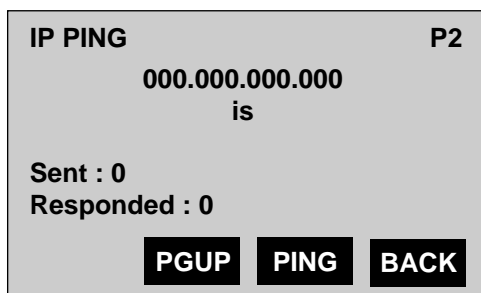 IP PING P2
000.000.000.000
is
Sent : 0
Responded : 0
PGUP PING BACK